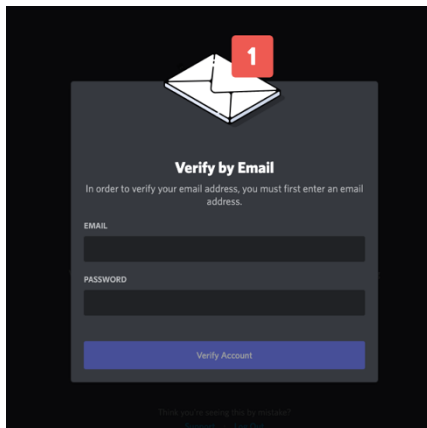 1
Verify by Email
In order to verify your email address, you must first enter an email
address.
EMAIL
PASSWORD
Verify Account
Think you're seeing this by mistake?